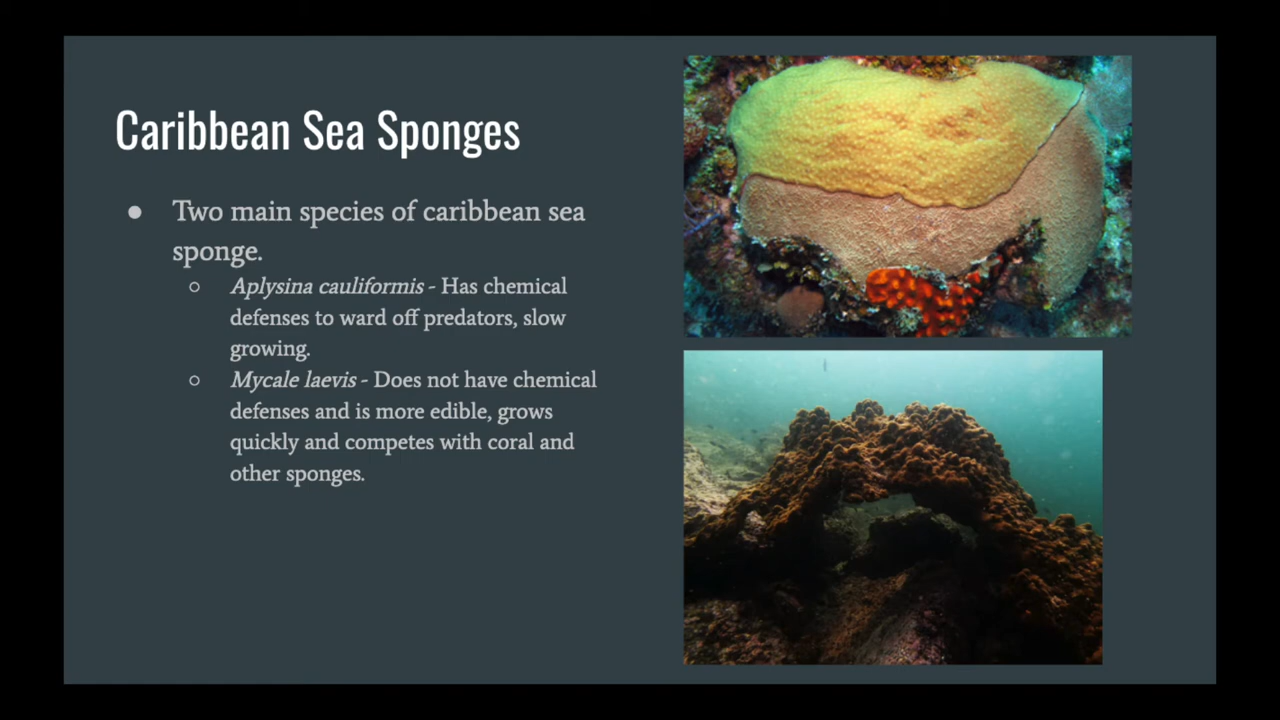 Caribbean Sea Sponges
● Two main species of caribbean sea
sponge.
○ Aplysina cauliformis - Has chemical
defenses to ward off predators, slow
growing.
○ Mycale laevis - Does not have chemical
defenses and is more edible, grows
quickly and competes with coral and
other sponges.